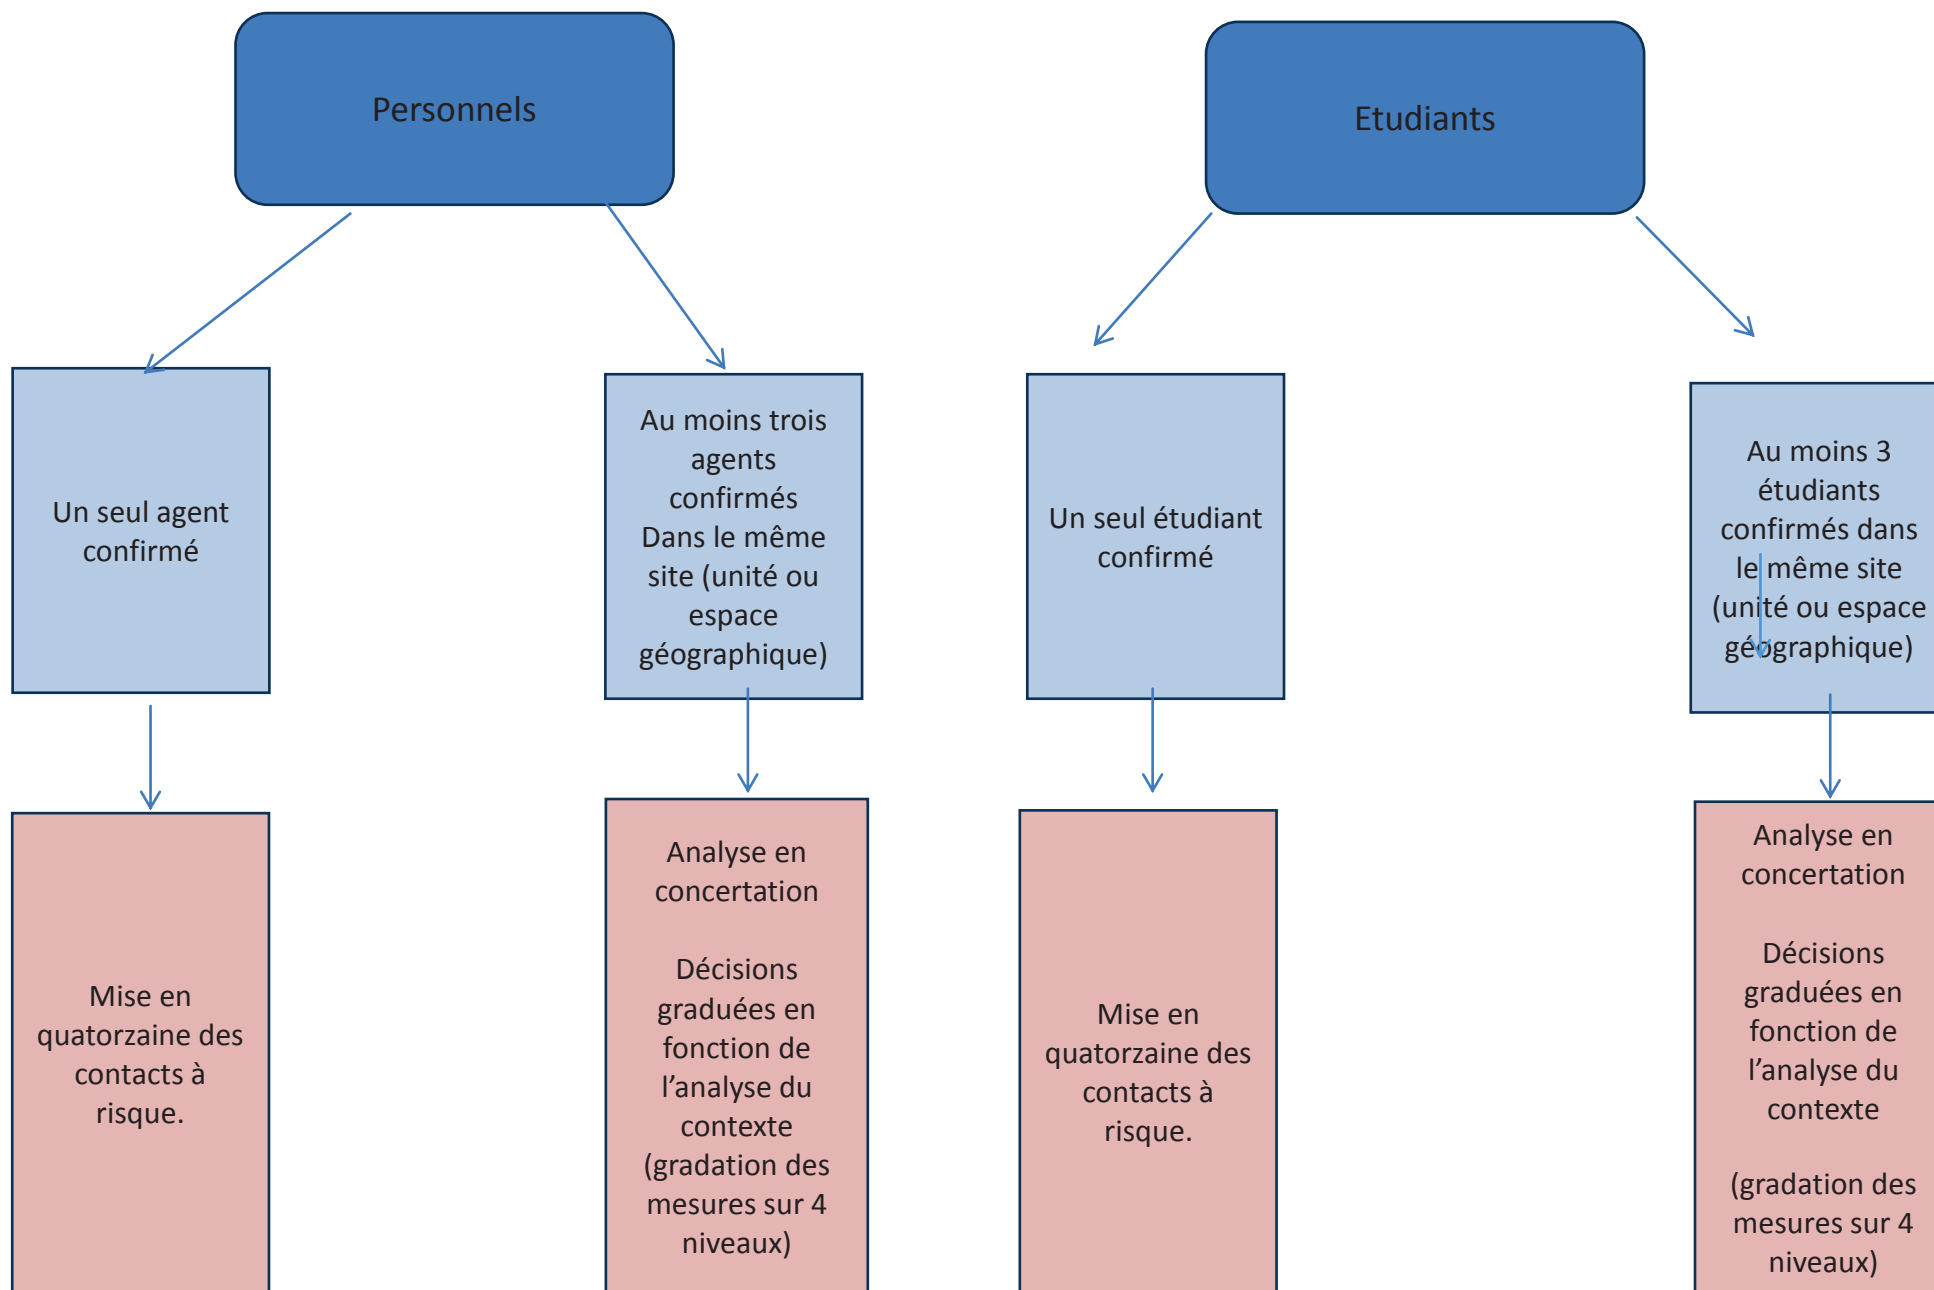 Personnels
Etudiants
Un seul agent
confirmé
Au moins trois
agents
confirmés
Dans le même
site (unité ou
espace
géographique)
Un seul étudiant
confirmé
Au moins 3
étudiants
confirmés dans
le même site
(unité ou espace
géographique)
Mise en
quatorzaine des
contacts à
risque.
Analyse en
concertation
Décisions
graduées en
fonction de
l’analyse du
contexte
(gradation des
mesures sur 4
niveaux)
Mise en
quatorzaine des
contacts à
risque.
Analyse en
concertation
Décisions
graduées en
fonction de
l’analyse du
contexte
(gradation des
mesures sur 4
niveaux)